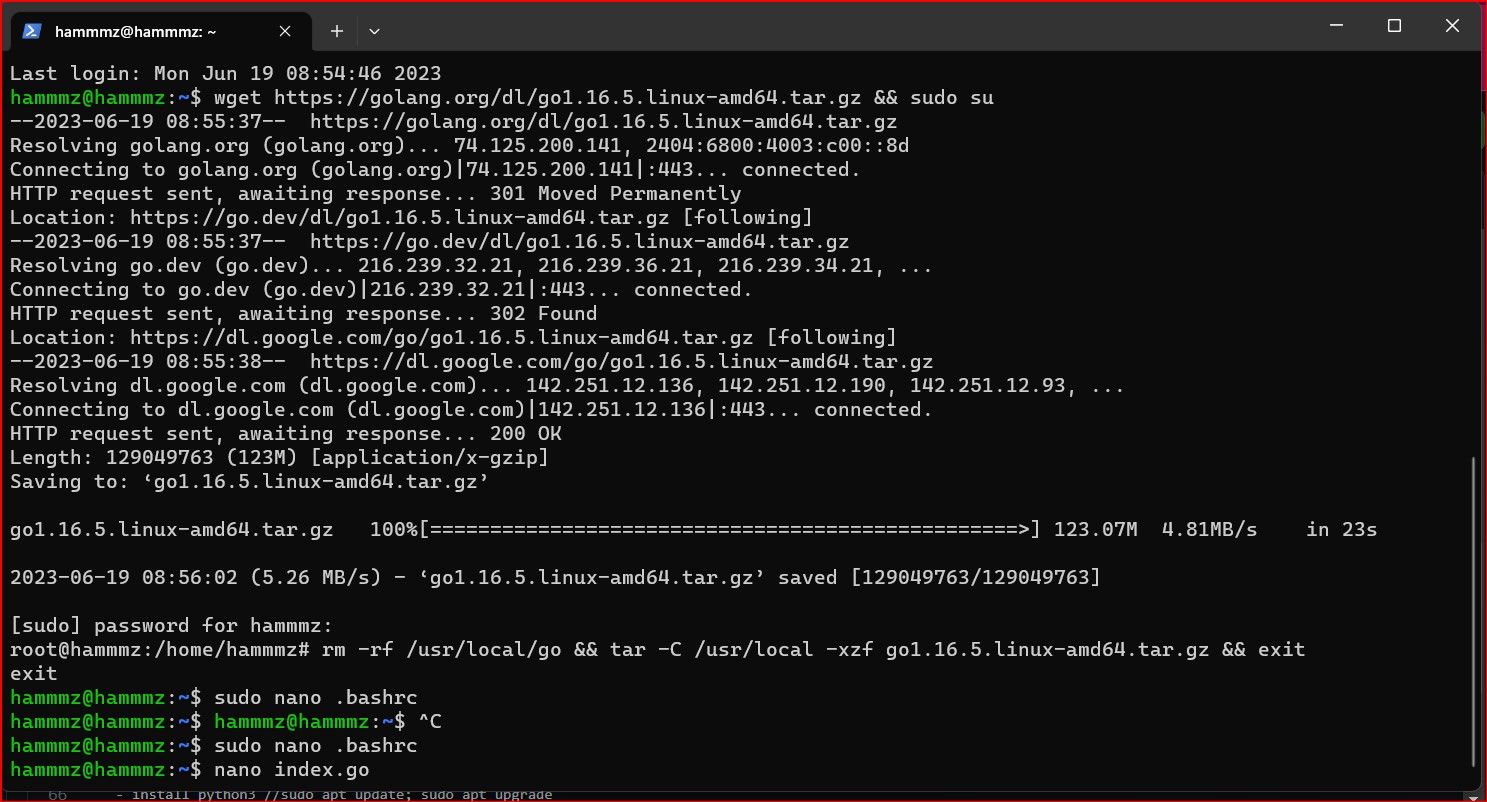 hammmz@hammmz: ~
Last login: Mon Jun 19 08:54:46 2023
hammmz@hammmz:~$ wget https://golang.org/dl/go1.16.5.linux-amd64.tar.gz && sudo su
--2023-06-19 08:55:37--  https://golang.org/dl/go1.16.5.linux-amd64.tar.gz
Resolving golang.org (golang.org)... 74.125.200.141, 2404:6800:4003:c00::8d
Connecting to golang.org (golang.org)|74.125.200.141|:443... connected.
HTTP request sent, awaiting response... 301 Moved Permanently
Location: https://go.dev/dl/go1.16.5.linux-amd64.tar.gz [following]
--2023-06-19 08:55:37--  https://go.dev/dl/go1.16.5.linux-amd64.tar.gz
Resolving go.dev (go.dev)... 216.239.32.21, 216.239.36.21, 216.239.34.21, ...
Connecting to go.dev (go.dev)|216.239.32.21|:443... connected.
HTTP request sent, awaiting response... 302 Found
Location: https://dl.google.com/go/go1.16.5.linux-amd64.tar.gz [following]
--2023-06-19 08:55:38--  https://dl.google.com/go/go1.16.5.linux-amd64.tar.gz
Resolving dl.google.com (dl.google.com)... 142.251.12.136, 142.251.12.190, 142.251.12.93, ...
Connecting to dl.google.com (dl.google.com)|142.251.12.136|:443... connected.
HTTP request sent, awaiting response... 200 OK
Length: 129049763 (123M) [application/x-gzip]
Saving to: ‘go1.16.5.linux-amd64.tar.gz’
go1.16.5.linux-amd64.tar.gz   100%[=================================================>] 123.07M  4.81MB/s    in 23s
2023-06-19 08:56:02 (5.26 MB/s) - ‘go1.16.5.linux-amd64.tar.gz’ saved [129049763/129049763]
[sudo] password for hammmz:
root@hammmz:/home/hammmz# rm -rf /usr/local/go && tar -C /usr/local -xzf go1.16.5.linux-amd64.tar.gz && exit
exit
hammmz@hammmz:~$ sudo nano .bashrc
hammmz@hammmz:~$ hammmz@hammmz:~$ ^C
hammmz@hammmz:~$ sudo nano .bashrc
hammmz@hammmz:~$ nano index.go
66 - install python3 //sudo apt update; sudo apt upgrade